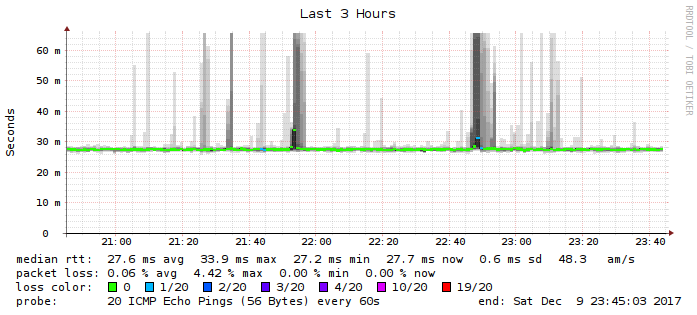 Last 3 Hours
RRDTOOL / TOBI OETIKER
Seconds
60 m
50 m
40 m
30 m
20 m
10 m
0
21:00 21:20 21:40 22:00 22:20 22:40 23:00 23:20 23:40
median rtt: 27.6 ms avg 33.9 ms max 27.2 ms min 27.7 ms now 0.6 ms sd 48.3 am/s
packet loss: 0.06 % avg 4.42 % max 0.00 % min 0.00 % now
loss color: 0 1/20 2/20 3/20 4/20 10/20 19/20
probe: 20 ICMP Echo Pings (56 Bytes) every 60s end: Sat Dec 9 23:45:03 2017